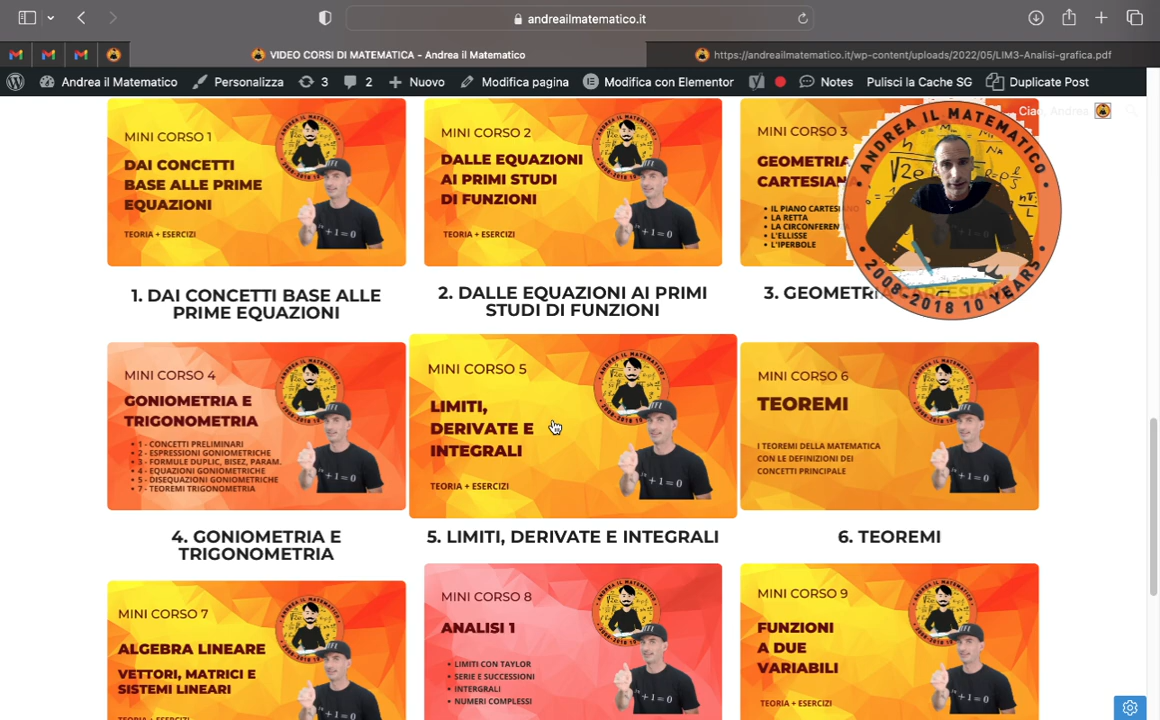 andreailmatematico.it
VIDEO CORSI DI MATEMATICA - Andrea il Matematico
https://andreailmatematico.it/wp-content/uploads/2022/05/LIM3-Analisi-grafica.pdf
Andrea il Matematico
Personalizza
3
2
Nuovo
Modifica pagina
Modifica con Elementor
Notes
Pulisci la Cache SG
Duplicate Post
Ciao, Andrea
MINI CORSO 1
DAI CONCETTI
BASE ALLE PRIME
EQUAZIONI
TEORIA + ESERCIZI
1. DAI CONCETTI BASE ALLE
PRIME EQUAZIONI
MINI CORSO 2
DALLE EQUAZIONI
AI PRIMI STUDI
DI FUNZIONI
TEORIA + ESERCIZI
2. DALLE EQUAZIONI AI PRIMI
STUDI DI FUNZIONI
MINI CORSO 3
GEOMETRIA
CARTESIANA
• IL PIANO CARTESIANO
• LA RETTA
• LA CIRCONFEREN
• L'ELLISSE
• L'IPERBOLE
3. GEOMETRIA CARTESIANA
ANDREA IL MATEMATICO
2008-2018 10 YEARS
MINI CORSO 4
GONIOMETRIA E
TRIGONOMETRIA
• 1 - CONCETTI PRELIMINARI
• 2 - ESPRESSIONI GONIOMETRICHE
• 3 - FORMULE DUPLIC, BISEZ, PARAM.
• 4 - EQUAZIONI GONIOMETRICHE
• 5 - DISEQUAZIONI GONIOMETRICHE
• 7 - TEOREMI TRIGONOMETRIA
4. GONIOMETRIA E
TRIGONOMETRIA
MINI CORSO 5
LIMITI,
DERIVATE E
INTEGRALI
TEORIA + ESERCIZI
5. LIMITI, DERIVATE E INTEGRALI
MINI CORSO 6
TEOREMI
I TEOREMI DELLA MATEMATICA
CON LE DEFINIZIONI DEI
CONCETTI PRINCIPALE
6. TEOREMI
MINI CORSO 7
ALGEBRA LINEARE
VETTORI, MATRICI E
SISTEMI LINEARI
MINI CORSO 8
ANALISI 1
• LIMITI CON TAYLOR
• SERIE E SUCCESSIONI
• INTERGRALI
• NUMERI COMPLESSI
MINI CORSO 9
FUNZIONI
A DUE
VARIABILI
TEORIA + ESERCIZI